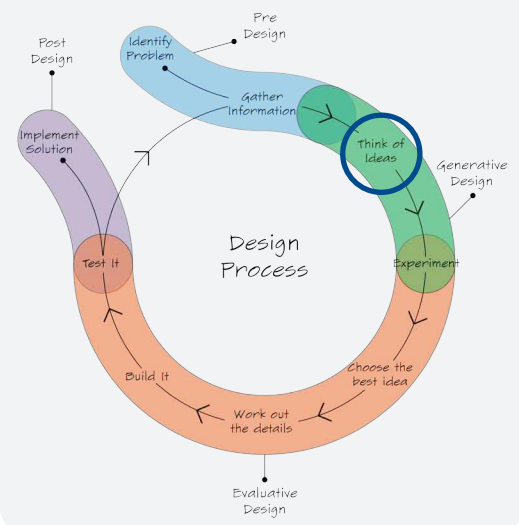 Pre
Design
Post
Design
Identify
Problem
Gather
Information
Implement
Solution
Think of
Ideas
Generative
Design
Design
Process
Test It
Experiment
Choose the
best idea
Build It
Work out
the details
Evaluative
Design